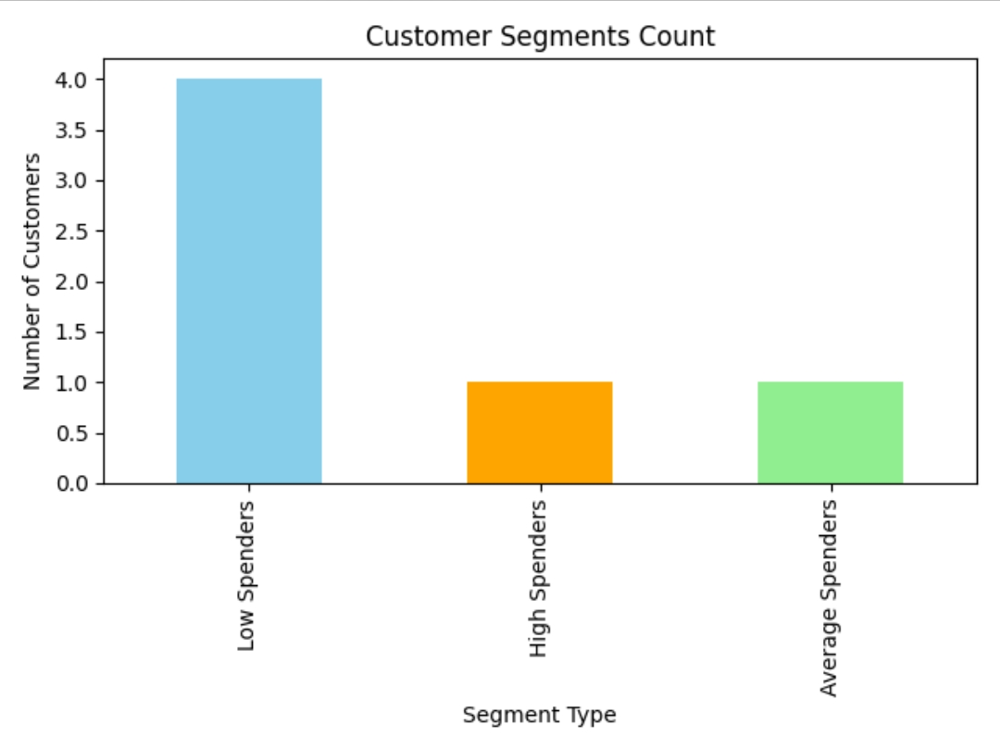 Customer Segments Count
Number of Customers
4.0
3.5
3.0
2.5
2.0
1.5
1.0
0.5
0.0
Low Spenders
High Spenders
Average Spenders
Segment Type